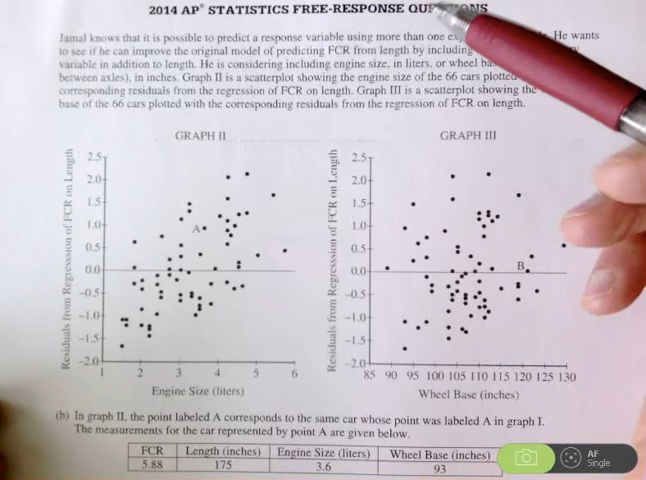 2014 AP® STATISTICS FREE-RESPONSE
Jamal knows that it is possible to predict a response variable using more than one He wants
to see if he can improve the original model of predicting FCR from length by including
variable in addition to length. He is considering including engine size, in liters, or wheel
between axles), in inches. Graph II is a scatterplot showing the engine size of the 66 cars plotted
corresponding residuals from the regression of FCR on length. Graph III is a scatterplot showing the
base of the 66 cars plotted with the corresponding residuals from the regression of FCR on length.
GRAPH II
Residuals from Regression of FCR on Length
2.5
2.0
1.5
1.0
0.5
0.0
-0.5
-1.0
-1.5
-2.0
A
1 2 3 4 5 6
Engine Size (liters)
GRAPH III
Residuals from Regression of FCR on Length
2.5
2.0
1.5
1.0
0.5
0.0
-0.5
-1.0
-1.5
-2.0
B
85 90 95 100 105 110 115 120 125 130
Wheel Base (inches)
(b) In graph II, the point labeled A corresponds to the same car whose point was labeled A in graph I.
The measurements for the car represented by point A are given below.
FCR Length (inches) Engine Size (liters) Wheel Base (inches)
5.88 175 3.6 93
AF
Single